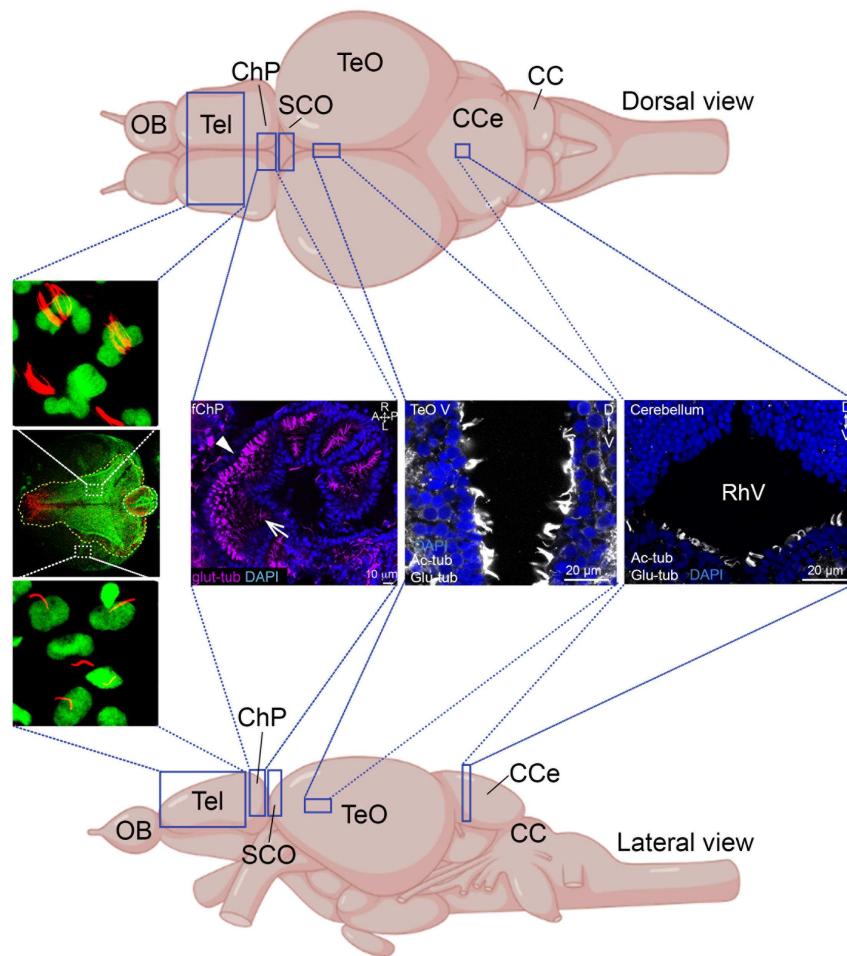 ChP
TeO
SCO
CC
OB
Tel
CCe
Dorsal view
fChP
R
A P
L
glut-tub DAPI
10 µm
TeO V
D
V
DAPI
Ac-tub
Glu-tub
20 µm
Cerebellum
D
V
RhV
Ac-tub
Glu-tub DAPI
20 µm
ChP
Tel
OB
SCO
TeO
CCe
CC
Lateral view